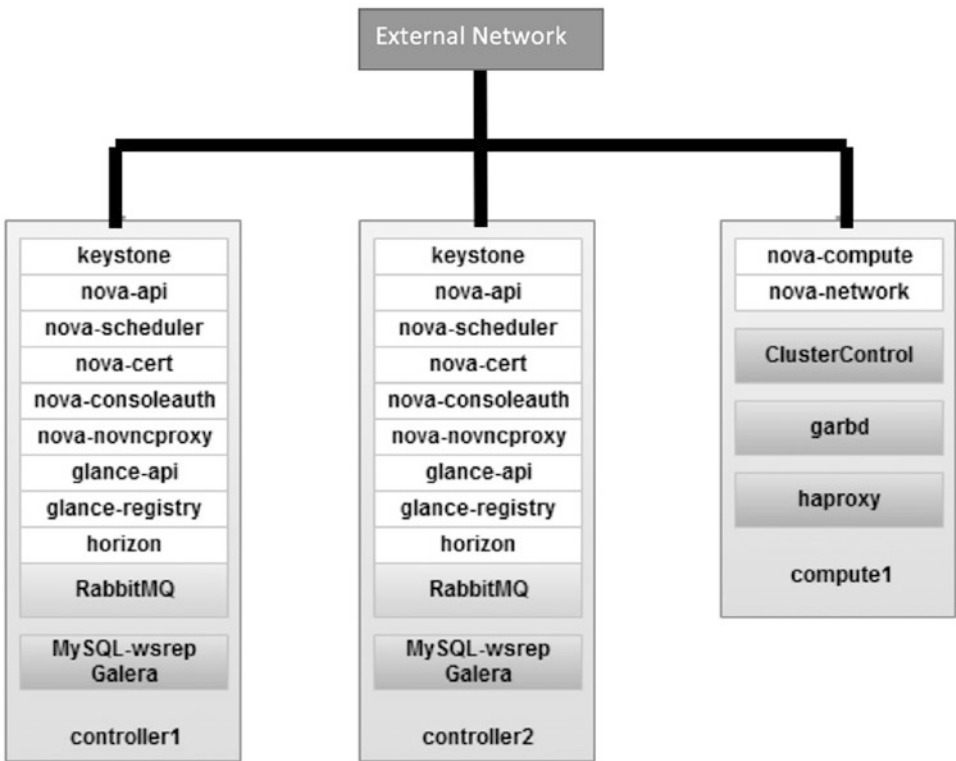 External Network
keystone
nova-api
nova-scheduler
nova-cert
nova-consoleauth
nova-novncproxy
glance-api
glance-registry
horizon
RabbitMQ
MySQL-wsrep
Galera
controller1
keystone
nova-api
nova-scheduler
nova-cert
nova-consoleauth
nova-novncproxy
glance-api
glance-registry
horizon
RabbitMQ
MySQL-wsrep
Galera
controller2
nova-compute
nova-network
ClusterControl
garbd
haproxy
compute1